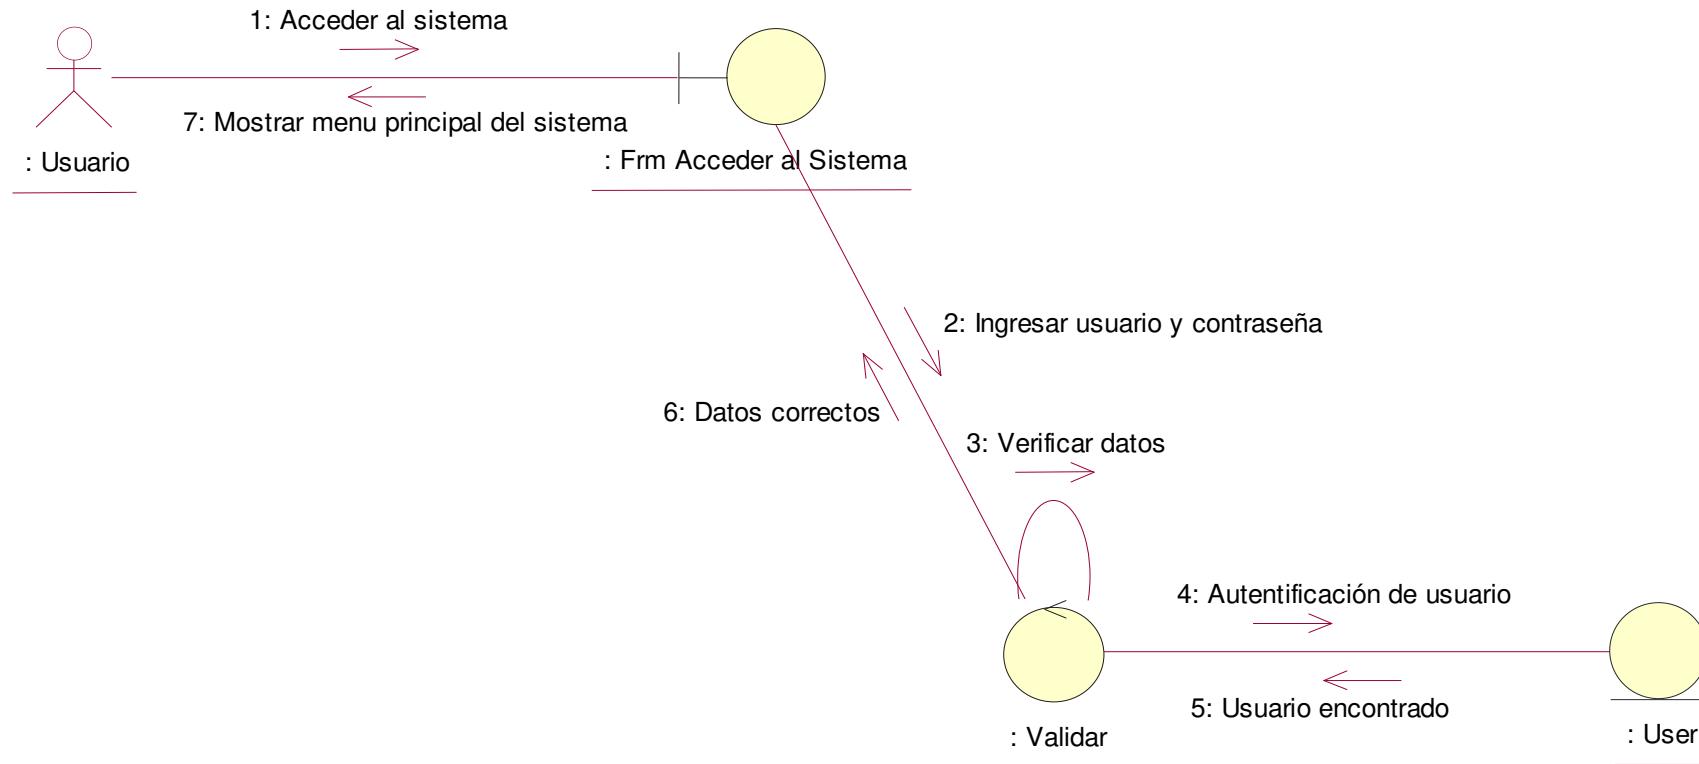 1: Acceder al sistema
7: Mostrar menu principal del sistema
: Usuario
: Frm Acceder al Sistema
2: Ingresar usuario y contraseña
6: Datos correctos
3: Verificar datos
4: Autentificación de usuario
5: Usuario encontrado
: Validar
: User